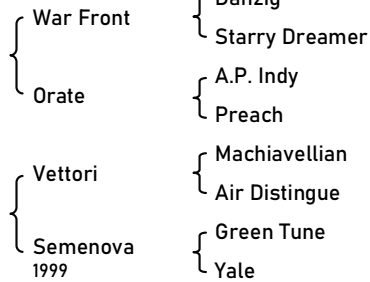 Danzig
War Front
Starry Dreamer
A.P. Indy
Orate
Preach
Machiavellian
Vettori
Air Distingue
Green Tune
Semenova
1999
Yale